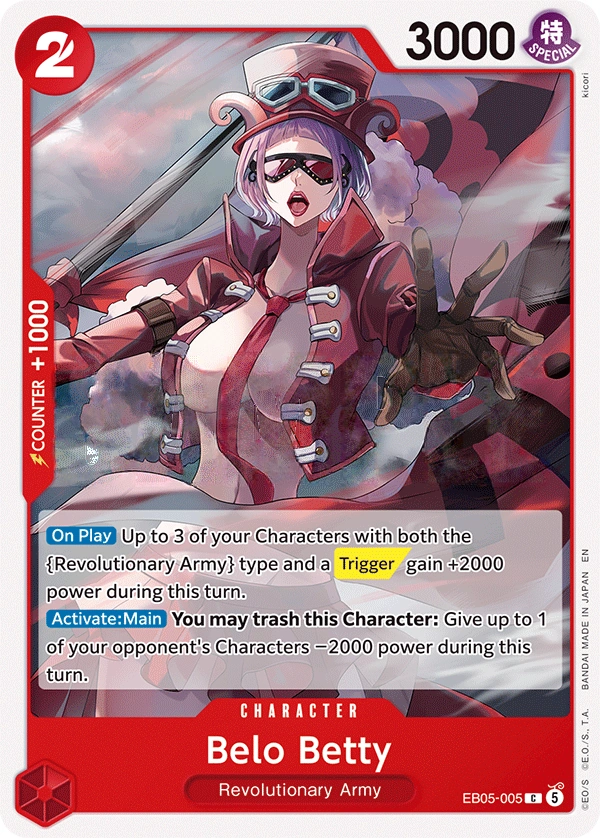 2
3000
特
SPECIAL
kicori
COUNTER +1000
On Play Up to 3 of your Characters with both the
{Revolutionary Army} type and a Trigger gain +2000
power during this turn.
Activate:Main You may trash this Character: Give up to 1
of your opponent's Characters −2000 power during this
turn.
CHARACTER
Belo Betty
Revolutionary Army
EB05-005 C 5
©EO/S ©E.O./S., T.A. BANDAI MADE IN JAPAN EN